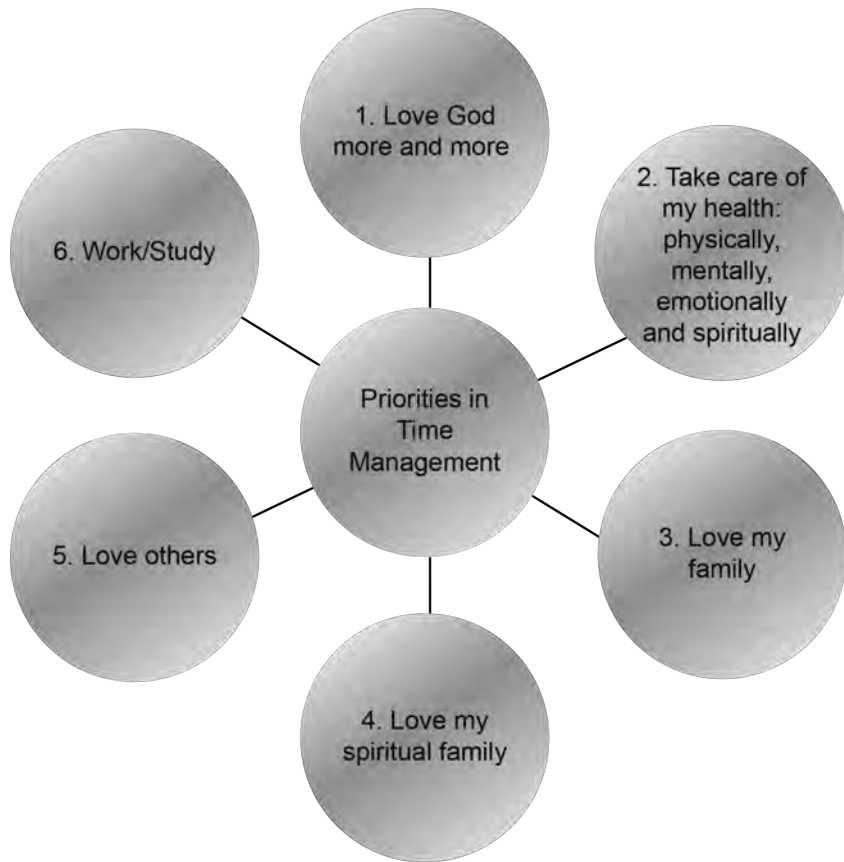 1. Love God
more and more
2. Take care of
my health:
physically,
mentally,
emotionally
and spiritually
3. Love my
family
4. Love my
spiritual family
5. Love others
6. Work/Study
Priorities in
Time
Management